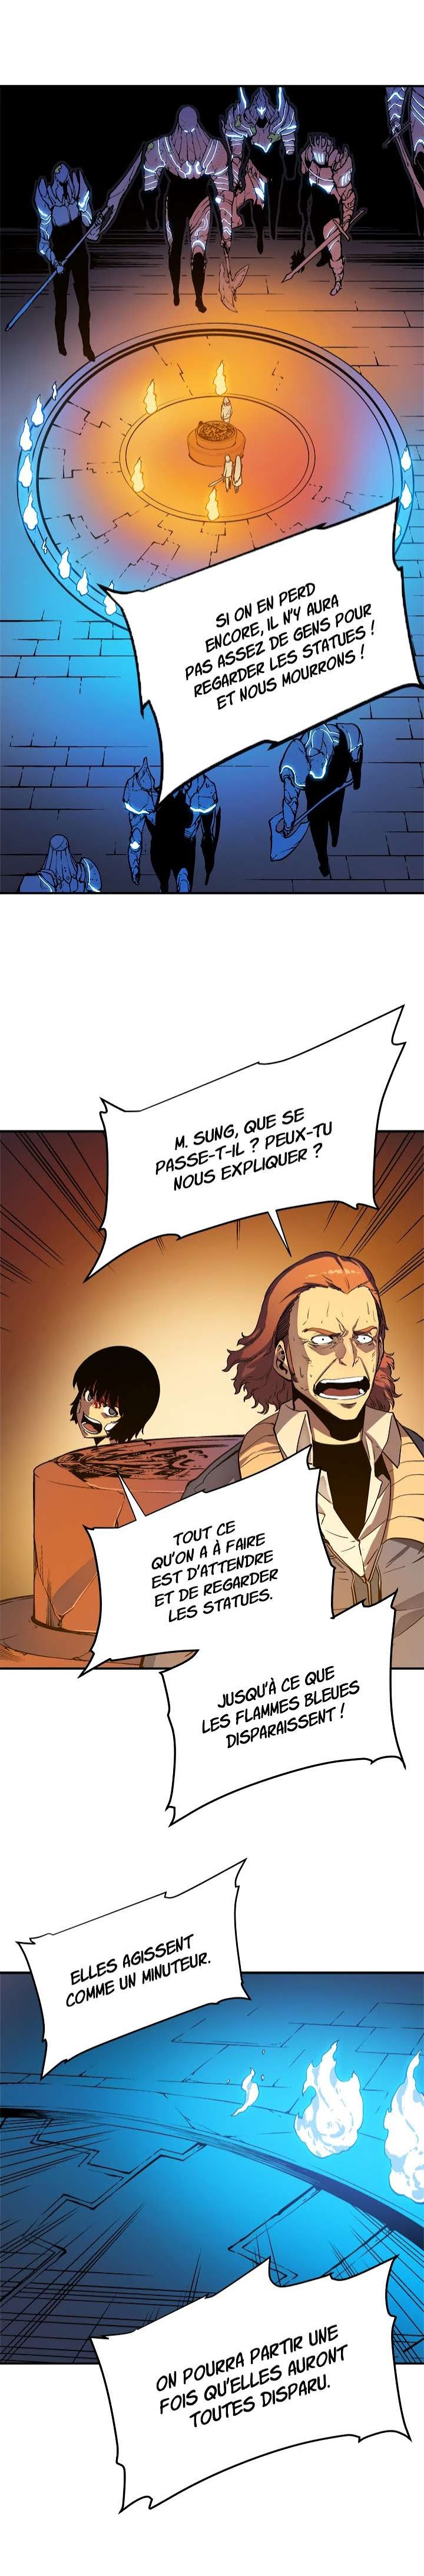 SI ON EN PERD
ENCORE, IL N'Y AURA
PAS ASSEZ DE GENS POUR
REGARDER LES STATUES !
ET NOUS MOURRONS !
M. SUNG, QUE SE
PASSE-T-IL ? PEUX-TU
NOUS EXPLIQUER ?
TOUT CE
QU'ON A À FAIRE
EST D'ATTENDRE
ET DE REGARDER
LES STATUES.
JUSQU'À CE QUE
LES FLAMMES BLEUES
DISPARAISSENT !
ELLES AGISSENT
COMME UN MINUTEUR.
ON POURRA PARTIR UNE
FOIS QU'ELLES AURONT
TOUTES DISPARU.